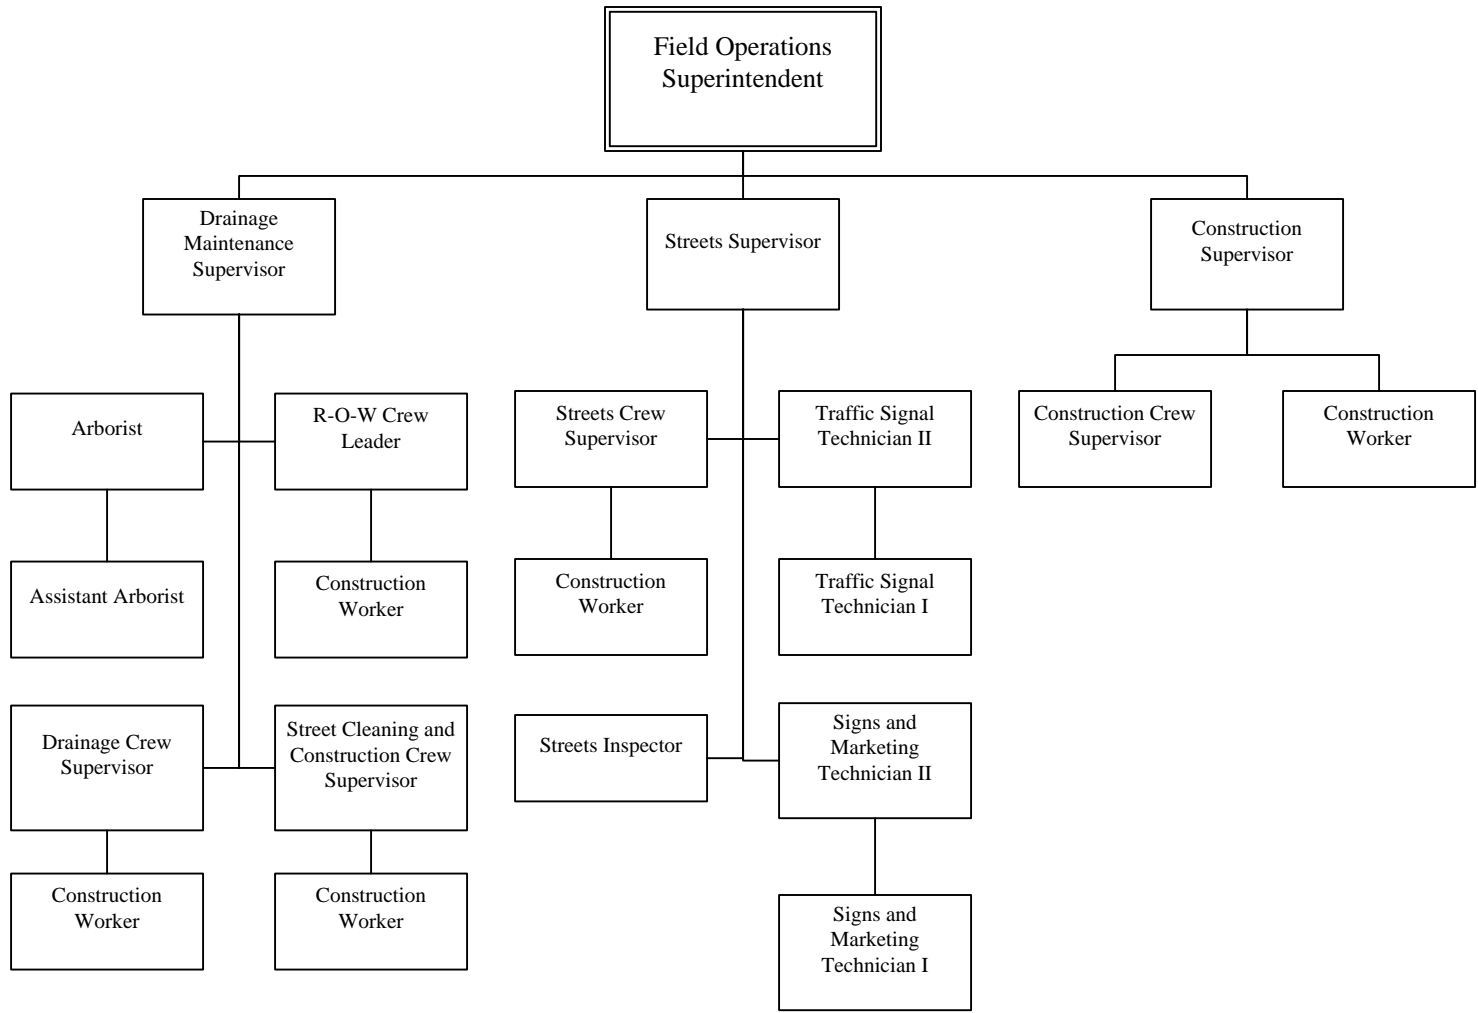 Field Operations
Superintendent
Drainage
Maintenance
Supervisor
Streets Supervisor
Construction
Supervisor
Arborist
R-O-W Crew
Leader
Streets Crew
Supervisor
Traffic Signal
Technician II
Construction Crew
Supervisor
Construction
Worker
Assistant Arborist
Construction
Worker
Construction
Worker
Traffic Signal
Technician I
Drainage Crew
Supervisor
Street Cleaning and
Construction Crew
Supervisor
Streets Inspector
Signs and
Marketing
Technician II
Construction
Worker
Construction
Worker
Signs and
Marketing
Technician I